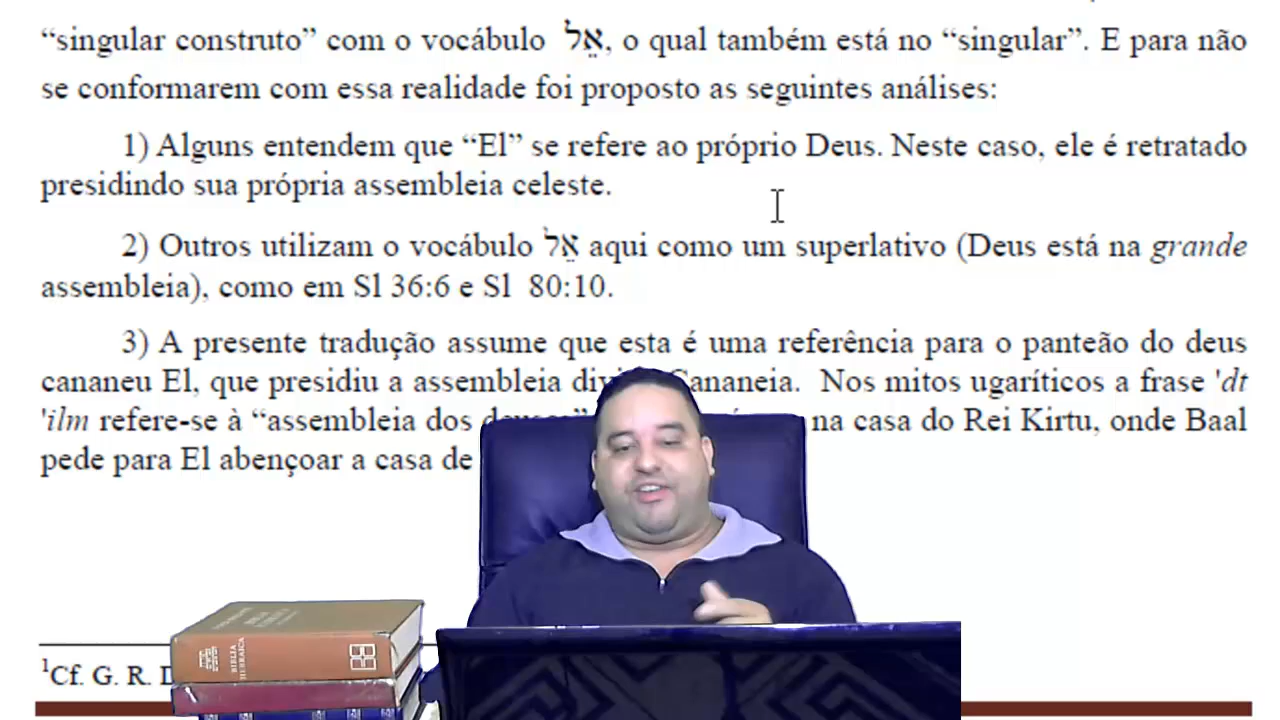 “singular construto” com o vocábulo אֵל, o qual também está no “singular”. E para não
se conformarem com essa realidade foi proposto as seguintes análises:
1) Alguns entendem que “El” se refere ao próprio Deus. Neste caso, ele é retratado
presidindo sua própria assembleia celeste.
2) Outros utilizam o vocábulo אֵל aqui como um superlativo (Deus está na grande
assembleia), como em Sl 36:6 e Sl 80:10.
3) A presente tradução assume que esta é uma referência para o panteão do deus
cananeu El, que presidiu a assembleia Cananeia. Nos mitos ugaríticos a frase 'dt
'ilm refere-se à “assembleia dos na casa do Rei Kirtu, onde Baal
pede para El abençoar a casa de
BIBLIA
HEBRAICA
1Cf. G. R.